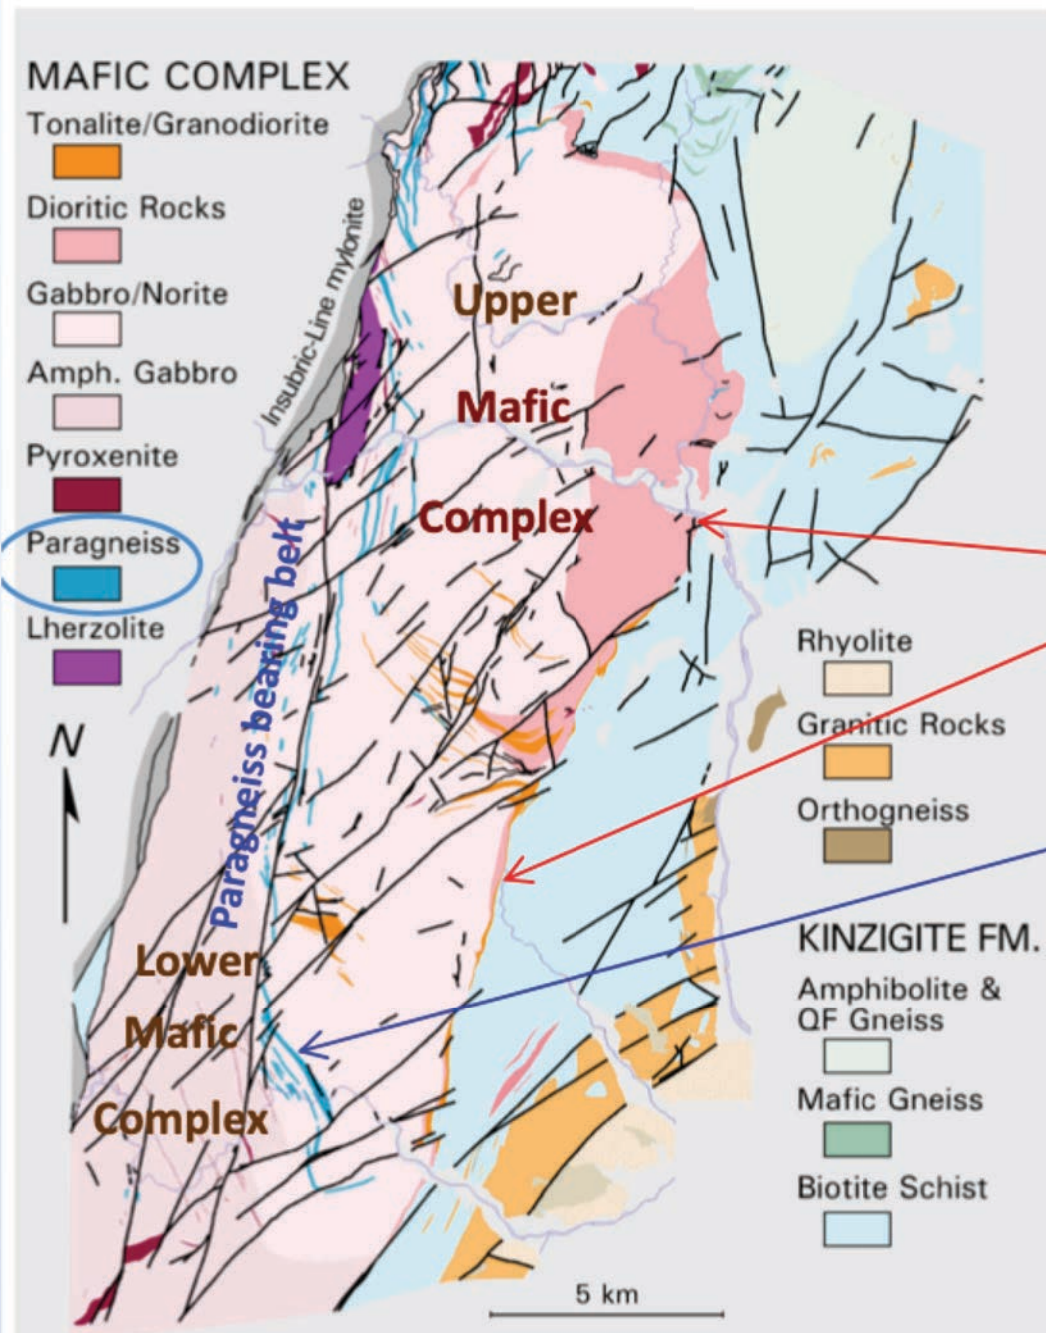 MAFIC COMPLEX
Tonalite/Granodiorite
Dioritic Rocks
Gabbro/Norite
Amph. Gabbro
Pyroxenite
Paragneiss
Lherzolite
N
Insubric-Line mylonite
Upper
Mafic
Complex
Paragneiss bearing belt
Lower
Mafic
Complex
Rhyolite
Granitic Rocks
Orthogneiss
KINZIGITE FM.
Amphibolite &
QF Gneiss
Mafic Gneiss
Biotite Schist
5 km